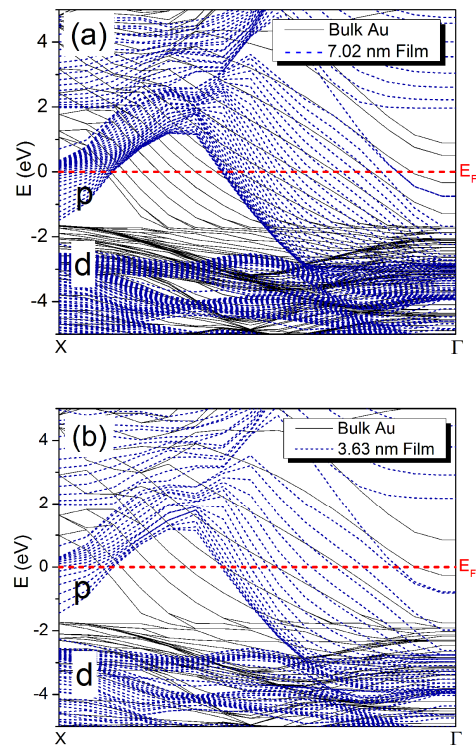 (a)
Bulk Au
7.02 nm Film
4
2
0
-2
-4
E (eV)
p
d
E_F
X
Γ
(b)
Bulk Au
3.63 nm Film
4
2
0
-2
-4
E (eV)
p
d
E_F
X
Γ